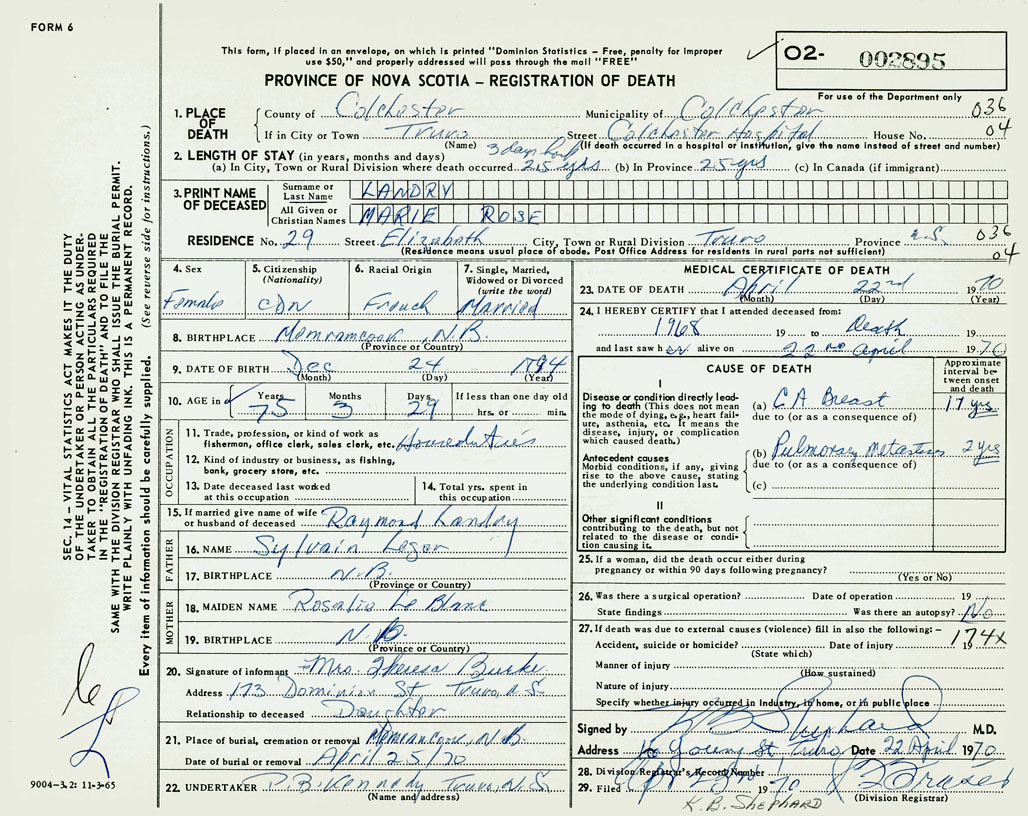 FORM 6
This form, if placed in an envelope, on which is printed "Dominion Statistics – Free, penalty for improper
use $50," and properly addressed will pass through the mail "FREE"
PROVINCE OF NOVA SCOTIA – REGISTRATION OF DEATH
O2- 002895
For use of the Department only
SEC. 14 – VITAL STATISTICS ACT MAKES IT THE DUTY
OF THE UNDERTAKER OR PERSON ACTING AS UNDER-
TAKER TO OBTAIN ALL THE PARTICULARS REQUIRED
IN THE "REGISTRATION OF DEATH" AND TO FILE THE
SAME WITH THE DIVISION REGISTRAR WHO SHALL ISSUE THE BURIAL PERMIT.
WRITE PLAINLY WITH UNFADING INK. THIS IS A PERMANENT RECORD.
Every item of information should be carefully supplied. (See reverse side for instructions.)
1. PLACE OF DEATH
County of Colchester Municipality of Colchester 036
If in City or Town Truro Street Colchester Hospital House No. 04
(Name) 3 days (If death occurred in a hospital or institution, give the name instead of street and number)
2. LENGTH OF STAY (in years, months and days)
(a) In City, Town or Rural Division where death occurred 25 yrs (b) In Province 25 yrs (c) In Canada (if immigrant)
3. PRINT NAME OF DECEASED
Surname or Last Name LANDRY
All Given or Christian Names MARIE ROSE
RESIDENCE No. 29 Street Elizabeth City, Town or Rural Division Truro Province N.S. 036
(Residence means usual place of abode. Post Office Address for residents in rural parts not sufficient) 04
4. Sex Female
5. Citizenship (Nationality) CDN
6. Racial Origin French
7. Single, Married, Widowed or Divorced (write the word) Married
8. BIRTHPLACE Memramcook, N.B.
(Province or Country)
9. DATE OF BIRTH Dec 24 1894
(Month) (Day) (Year)
10. AGE in Years 75 Months 3 Days 29 If less than one day old
hrs. or min.
OCCUPATION
11. Trade, profession, or kind of work as
fisherman, office clerk, sales clerk, etc. Houseduties
12. Kind of industry or business, as fishing,
bank, grocery store, etc.
13. Date deceased last worked
at this occupation
14. Total yrs. spent in
this occupation
15. If married give name of wife
or husband of deceased Raymond Landry
FATHER
16. NAME Sylvain Leger
17. BIRTHPLACE N.B.
(Province or Country)
MOTHER
18. MAIDEN NAME Rosalie Le Blanc
19. BIRTHPLACE N.B.
(Province or Country)
20. Signature of informant Mrs. Theresa Burke
Address 173 Dominion St, Truro, N.S.
Relationship to deceased Daughter
21. Place of burial, cremation or removal Memramcook, N.B.
Date of burial or removal April 25/70
22. UNDERTAKER P.B. Kennedy Truro, N.S.
(Name and address)
9004–3.2: 11-3-65
MEDICAL CERTIFICATE OF DEATH
23. DATE OF DEATH April 22nd 1970
(Month) (Day) (Year)
24. I HEREBY CERTIFY that I attended deceased from:
1968 19 to Death 19
and last saw her alive on 22nd April 1970
CAUSE OF DEATH
Approximate interval between onset and death
I
Disease or condition directly lead-
ing to death (This does not
mean the mode of dying, e.g., heart fail-
ure, asthenia, etc. It means the
disease, injury, or complication
which caused death.)
(a) CA Breast 17 yrs
due to (or as a consequence of)
Antecedent causes
Morbid conditions, if any, giving
rise to the above cause, stating
the underlying condition last.
(b) Pulmonary Metastases 2 yrs
due to (or as a consequence of)
(c)
II
Other significant conditions
contributing to the death, but not
related to the disease or condi-
tion causing it.
25. If a woman, did the death occur either during
pregnancy or within 90 days following pregnancy?
(Yes or No)
26. Was there a surgical operation? Date of operation 19
State findings Was there an autopsy? No
27. If death was due to external causes (violence) fill in also the following: – 174X
Accident, suicide or homicide? Date of injury 19
(State which)
Manner of injury
(How sustained)
Nature of injury
Specify whether injury occurred in industry, in home, or in public place
Signed by K B Shephard M.D.
Address Young St, Truro Date 22 April 1970
28. Division Registrar's Record Number
29. Filed 1970 Fraser
(Division Registrar)
K.B. SHEPHARD